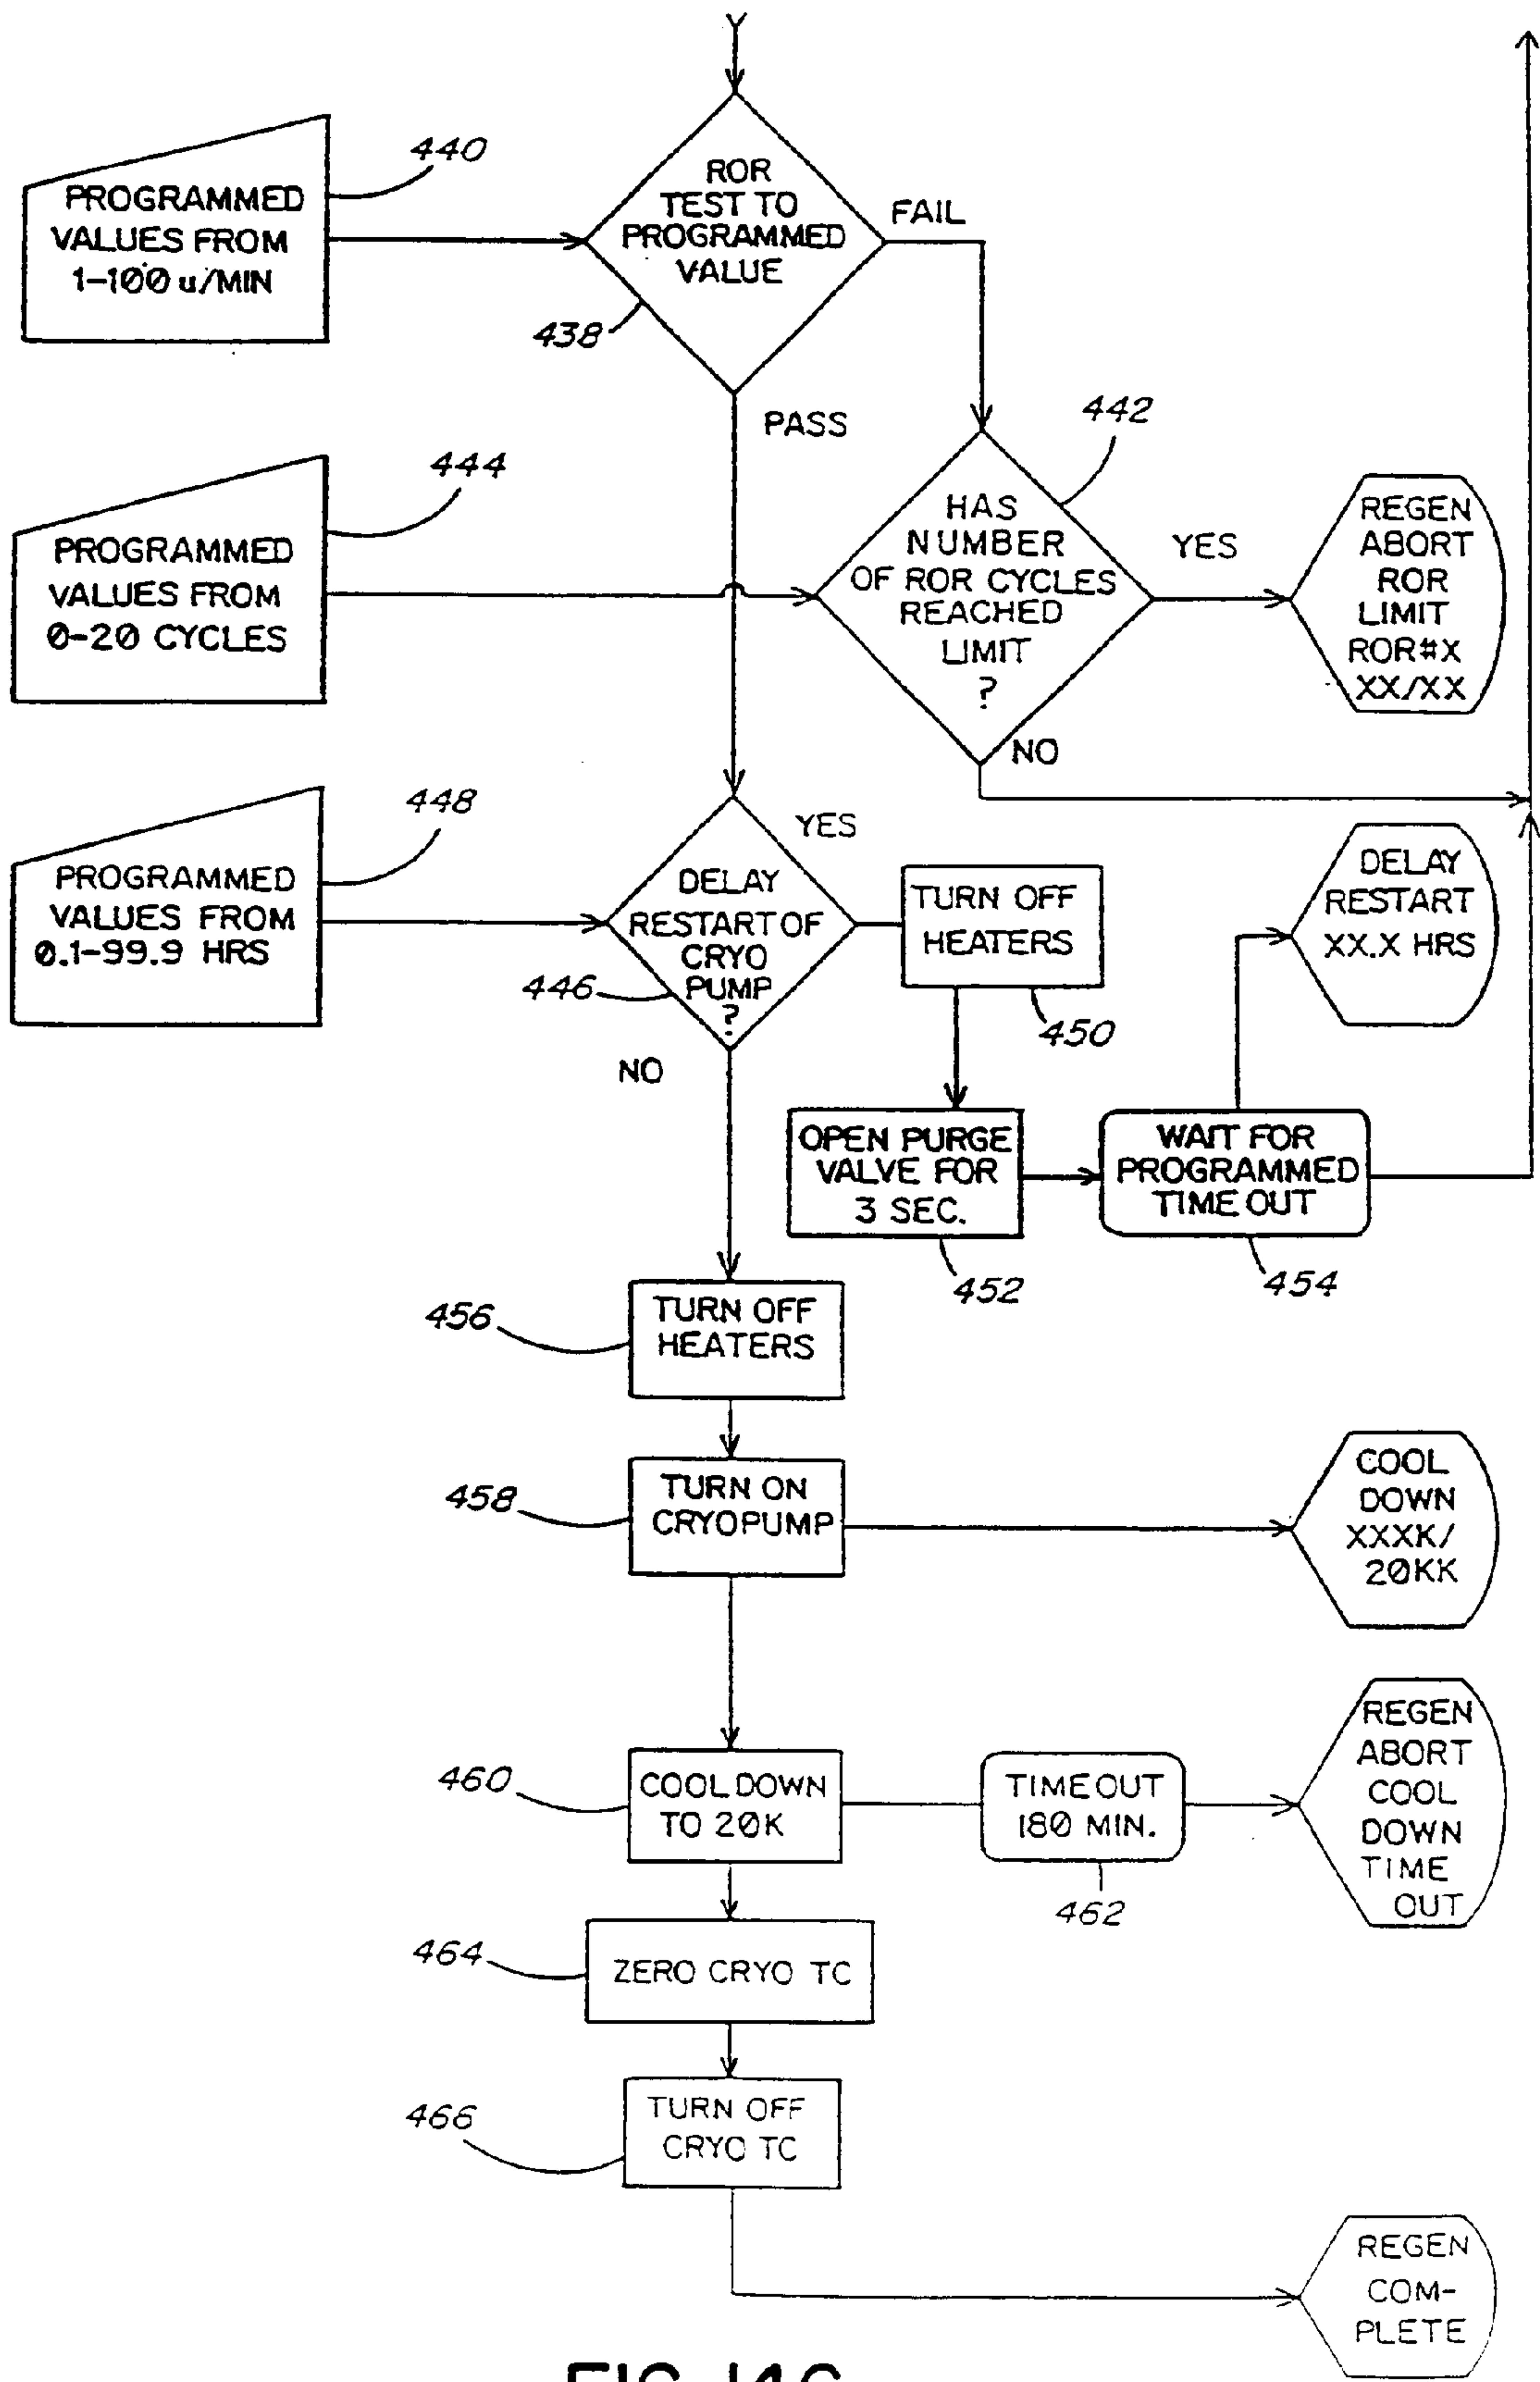 Y
440
PROGRAMMED
VALUES FROM
1-100 u/MIN
ROR
TEST TO
PROGRAMMED
VALUE
FAIL
438
PASS
442
444
PROGRAMMED
VALUES FROM
0-20 CYCLES
HAS
NUMBER
OF ROR CYCLES
REACHED
LIMIT
?
YES
REGEN
ABORT
ROR
LIMIT
ROR#X
XX/XX
NO
448
PROGRAMMED
VALUES FROM
0.1-99.9 HRS
YES
DELAY
RESTART OF
CRYO
PUMP
?
446
NO
TURN OFF
HEATERS
450
DELAY
RESTART
XX.X HRS
OPEN PURGE
VALVE FOR
3 SEC.
452
WAIT FOR
PROGRAMMED
TIME OUT
454
456
TURN OFF
HEATERS
458
TURN ON
CRYOPUMP
COOL
DOWN
XXXK/
20KK
460
COOL DOWN
TO 20K
TIME OUT
180 MIN.
462
REGEN
ABORT
COOL
DOWN
TIME
OUT
464
ZERO CRYO TC
466
TURN OFF
CRYO TC
REGEN
COM-
PLETE
FIG. 14C